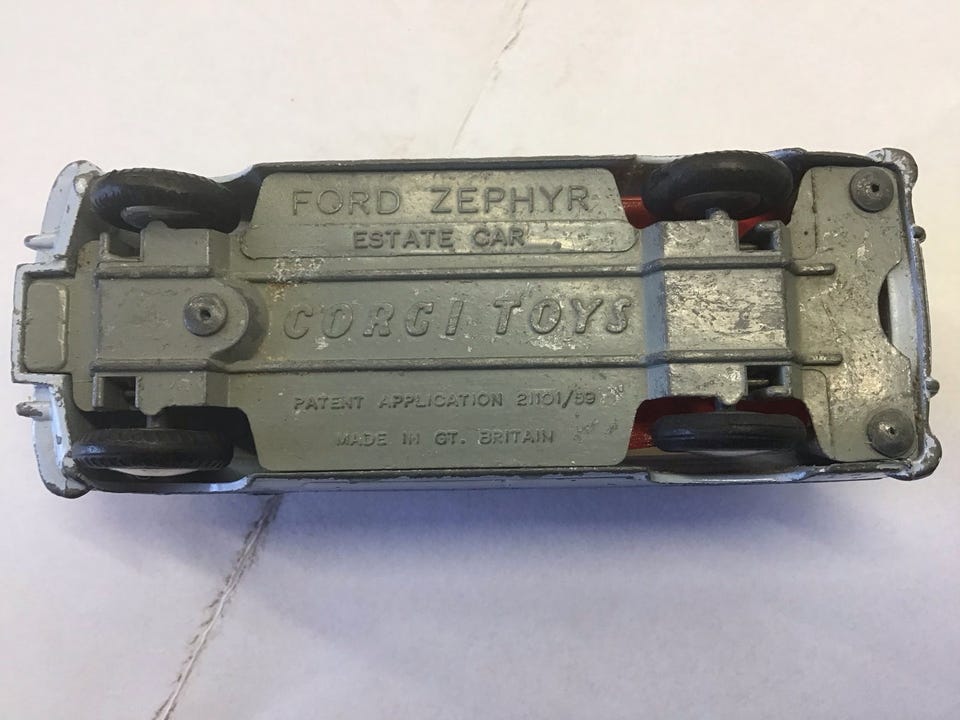 FORD ZEPHYR
ESTATE CAR
CORGI TOYS
PATENT APPLICATION 21101/59
MADE IN GT. BRITAIN